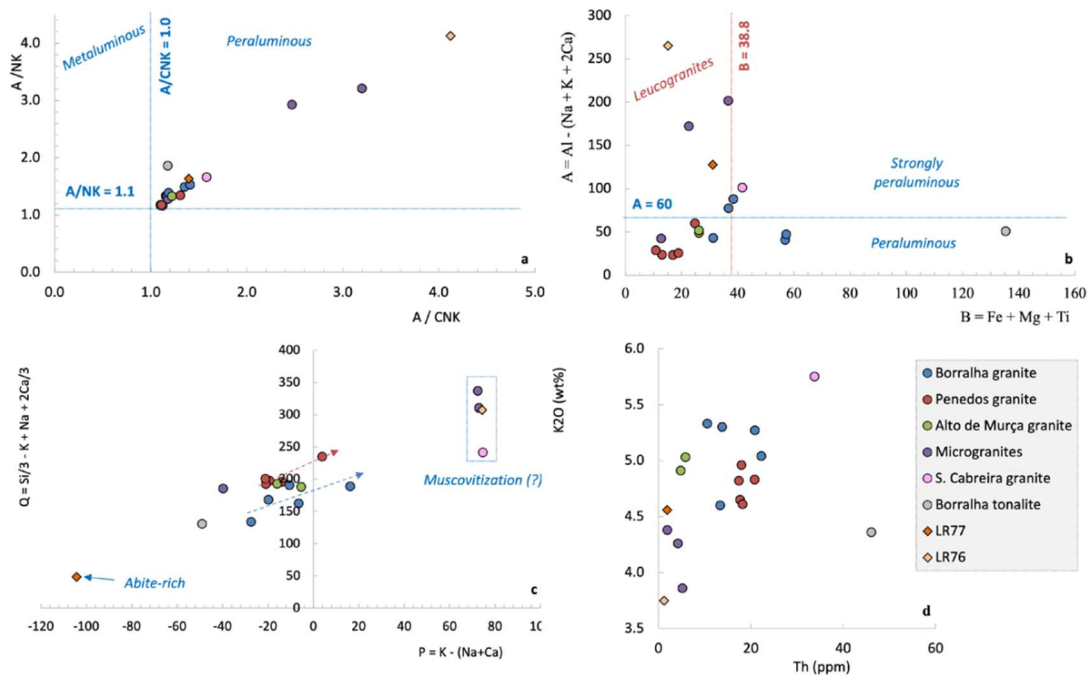 a
4.0
3.0
2.0
1.0
0.0
A /NK
Metaluminous
A/CNK = 1.0
Peraluminous
A/NK = 1.1
a
0.0
1.0
2.0
3.0
4.0
5.0
A / CNK
A = Al - (Na + K + 2Ca)
300
250
200
150
100
50
0
Leucogranites
B = 38.8
Strongly
peraluminous
A = 60
Peraluminous
b
0
20
40
60
80
100
120
140
160
B = Fe + Mg + Ti
Q = Si/3 - K + Na + 2Ca/3
400
350
300
250
200
150
100
50
0
Muscovitization (?)
Abite-rich
c
-120
-100
-80
-60
-40
-20
0
20
40
60
80
10
P = K - (Na+Ca)
K2O (wt%)
6.0
5.5
5.0
4.5
4.0
3.5
Borralha granite
Penedos granite
Alto de Murça granite
Microgranites
S. Cabreira granite
Borralha tonalite
LR77
LR76
d
0
20
40
60
Th (ppm)